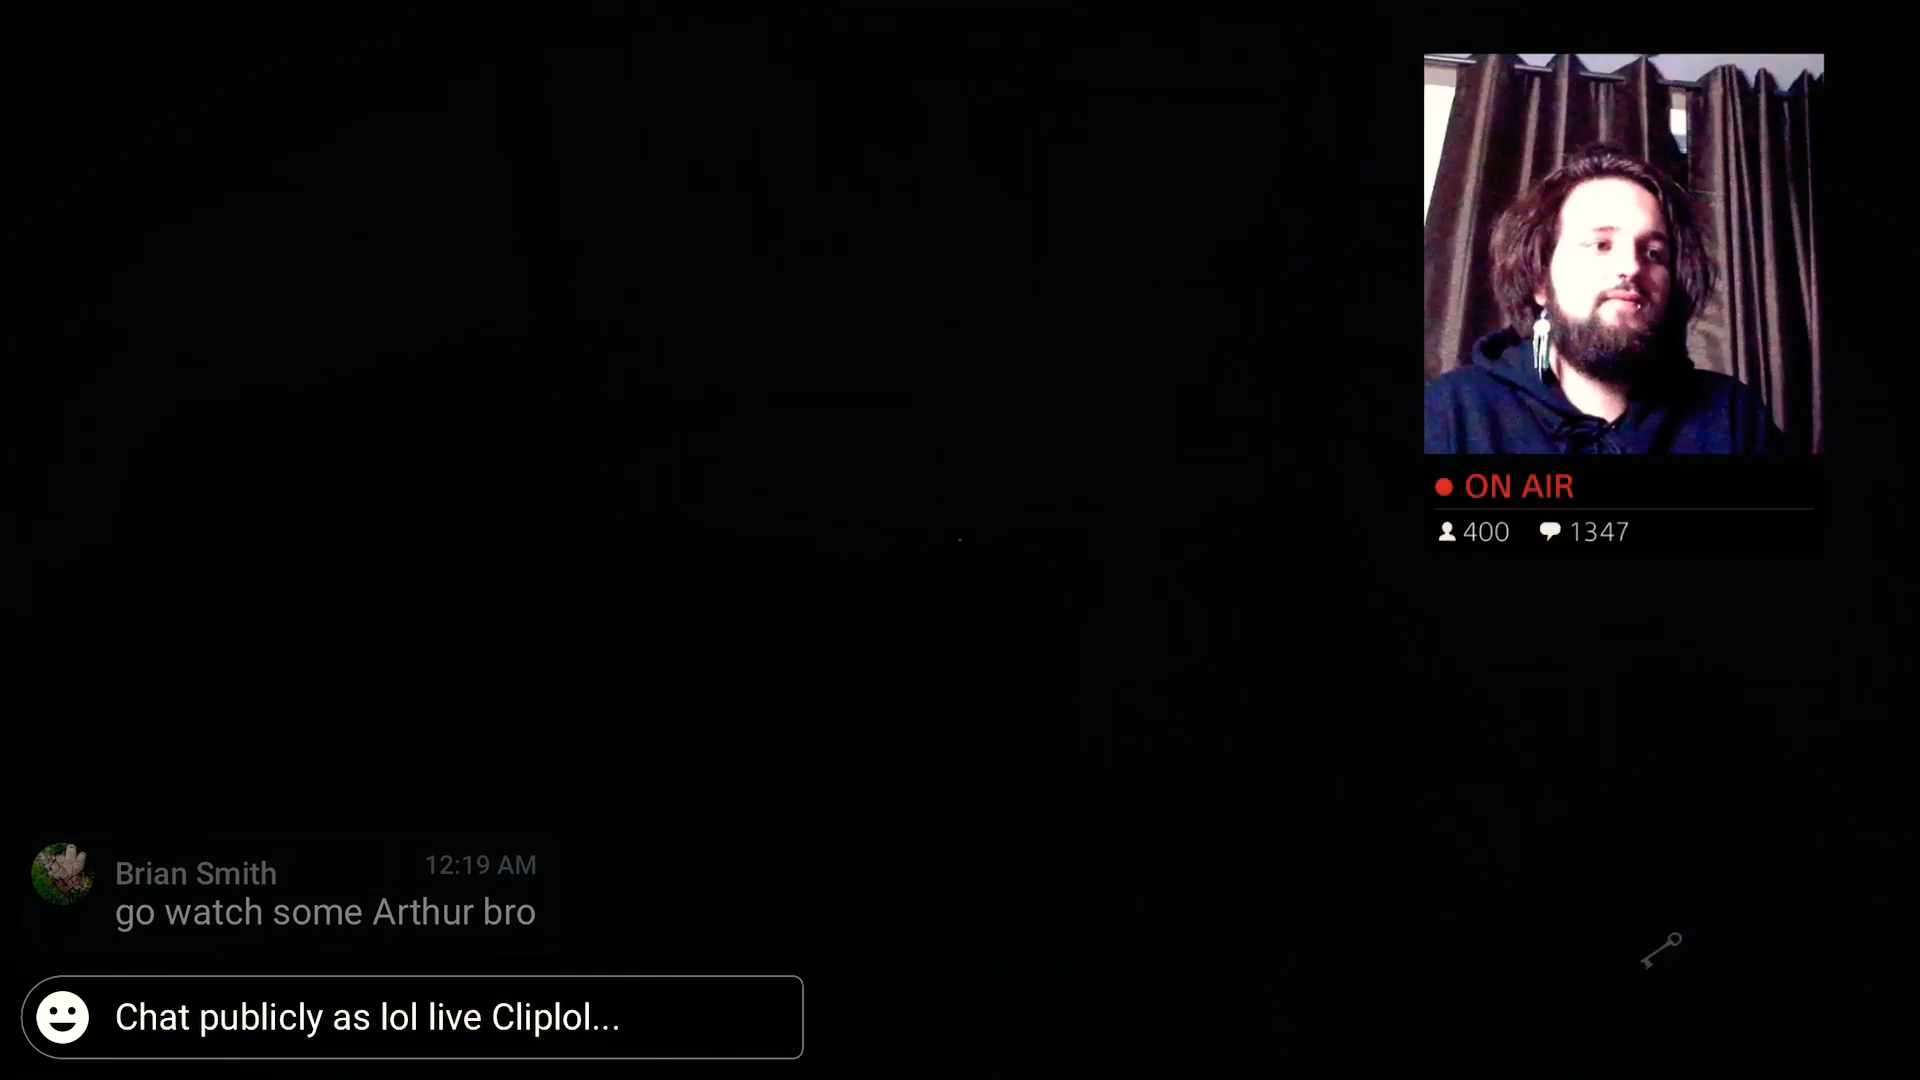 ON AIR
400 1347
Brian Smith 12:19 AM
go watch some Arthur bro
Chat publicly as lol live Cliplol...